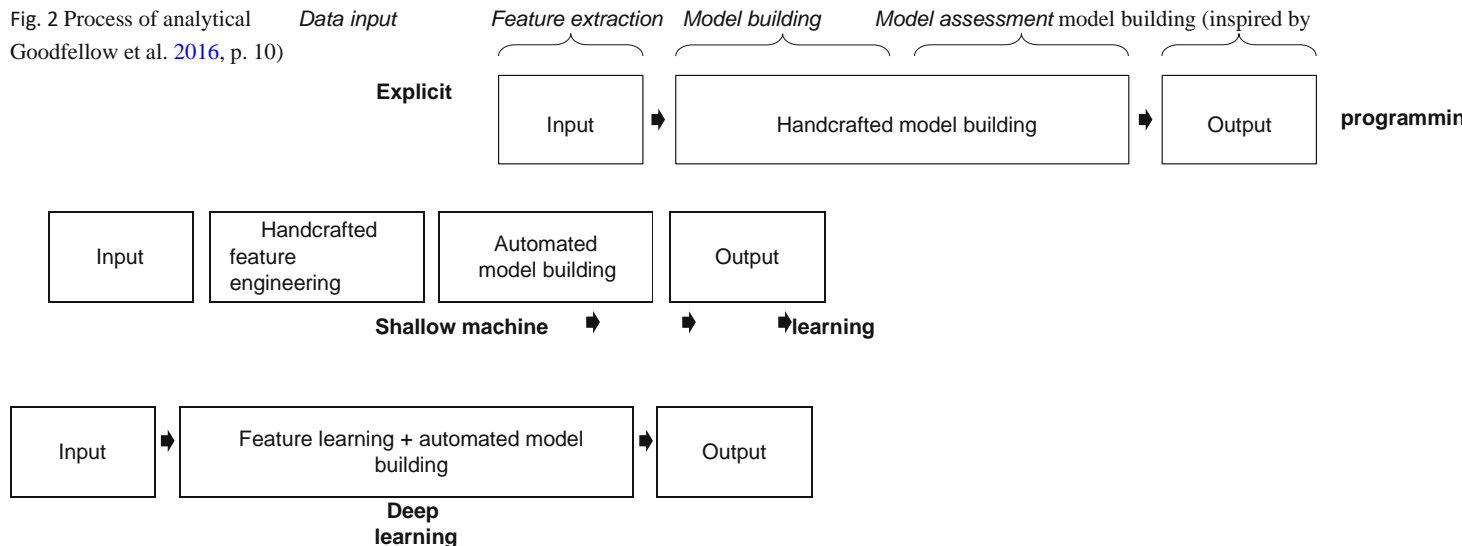 Fig. 2 Process of analytical Data input Feature extraction Model building Model assessment model building (inspired by
Goodfellow et al. 2016, p. 10)
Explicit
Input Handcrafted model building Output programmin
Input Handcrafted feature engineering Automated model building Output
Shallow machine learning
Input Feature learning + automated model building Output
Deep
learning